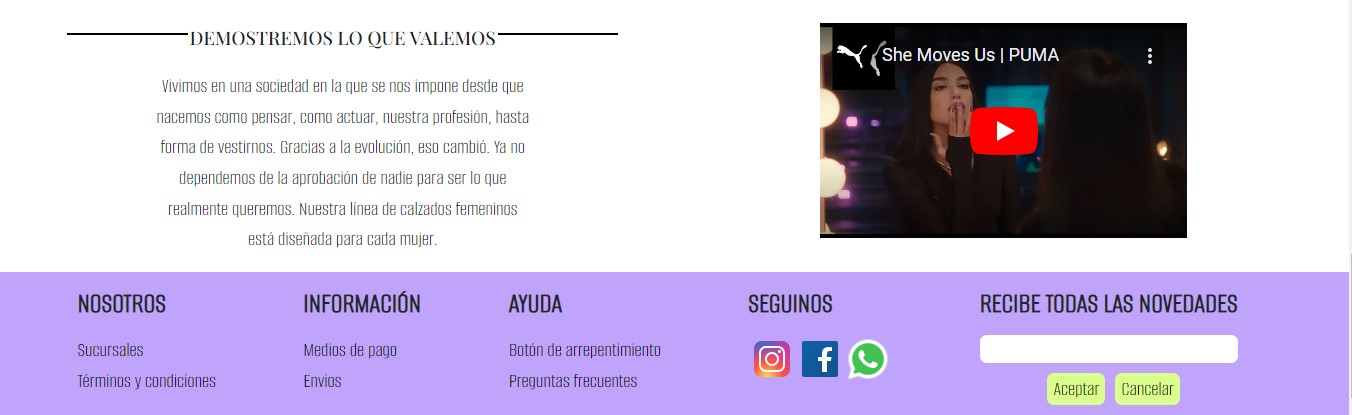 DEMOSTREMOS LO QUE VALEMOS
Vivimos en una sociedad en la que se nos impone desde que
nacemos como pensar, como actuar, nuestra profesión, hasta
forma de vestirnos. Gracias a la evolución, eso cambió. Ya no
dependemos de la aprobación de nadie para ser lo que
realmente queremos. Nuestra línea de calzados femeninos
está diseñada para cada mujer.
She Moves Us | PUMA
NOSOTROS
Sucursales
Términos y condiciones
INFORMACIÓN
Medios de pago
Envios
AYUDA
Botón de arrepentimiento
Preguntas frecuentes
SEGUINOS
RECIBE TODAS LAS NOVEDADES
Aceptar
Cancelar